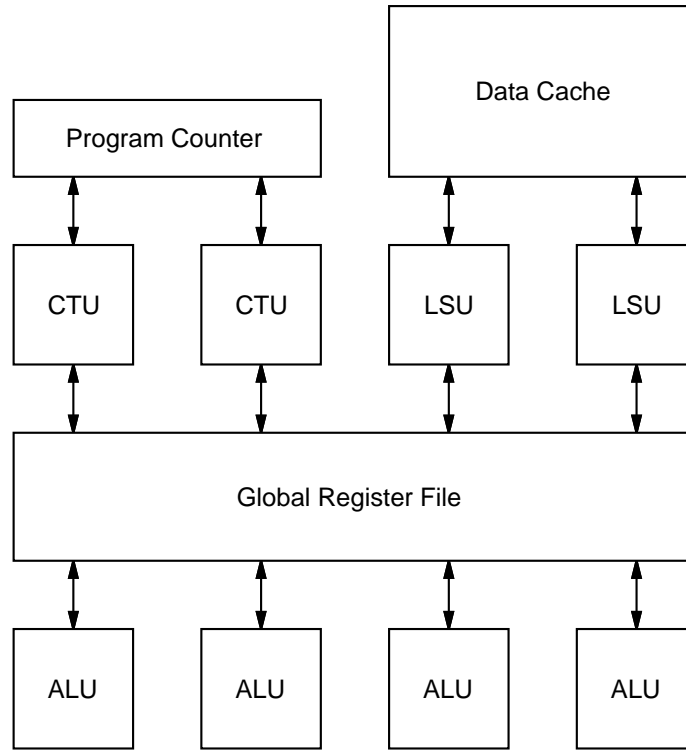 Data Cache
Program Counter
CTU CTU LSU LSU
Global Register File
ALU ALU ALU ALU